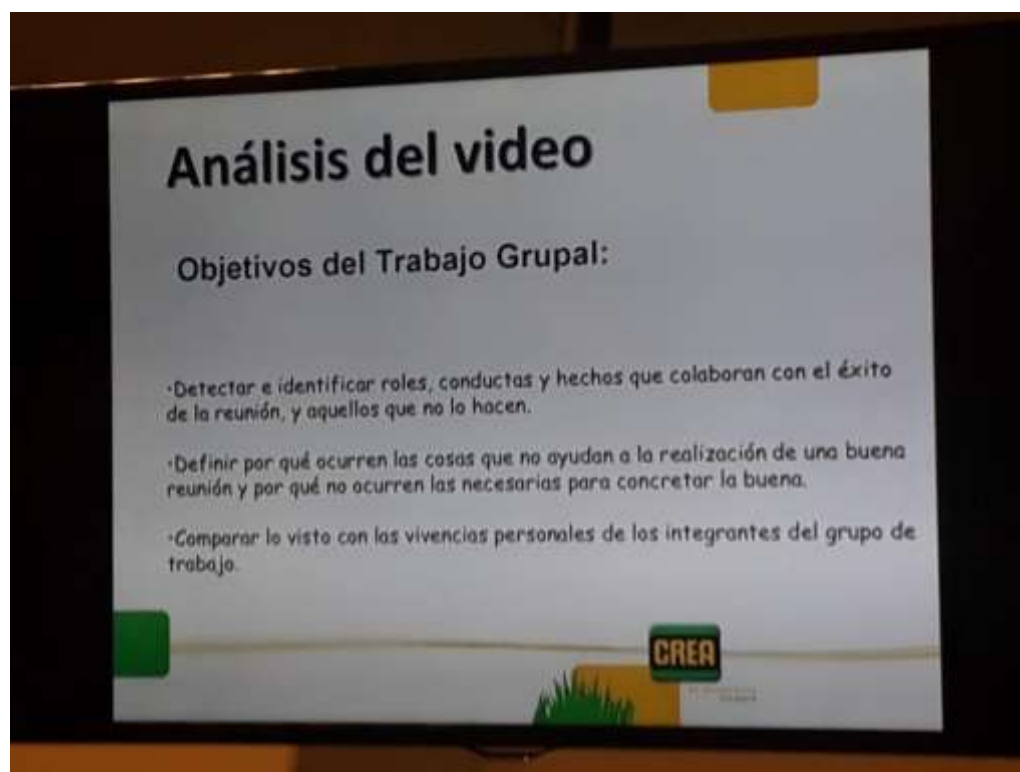 Análisis del video
Objetivos del Trabajo Grupal:
•Detectar e identificar roles, conductas y hechos que colaboran con el éxito
de la reunión, y aquellos que no lo hacen.
•Definir por qué ocurren las cosas que no ayudan a la realización de una buena
reunión y por qué no ocurren las necesarias para concretar la buena.
•Comparar lo visto con las vivencias personales de los integrantes del grupo de
trabajo.
CREA